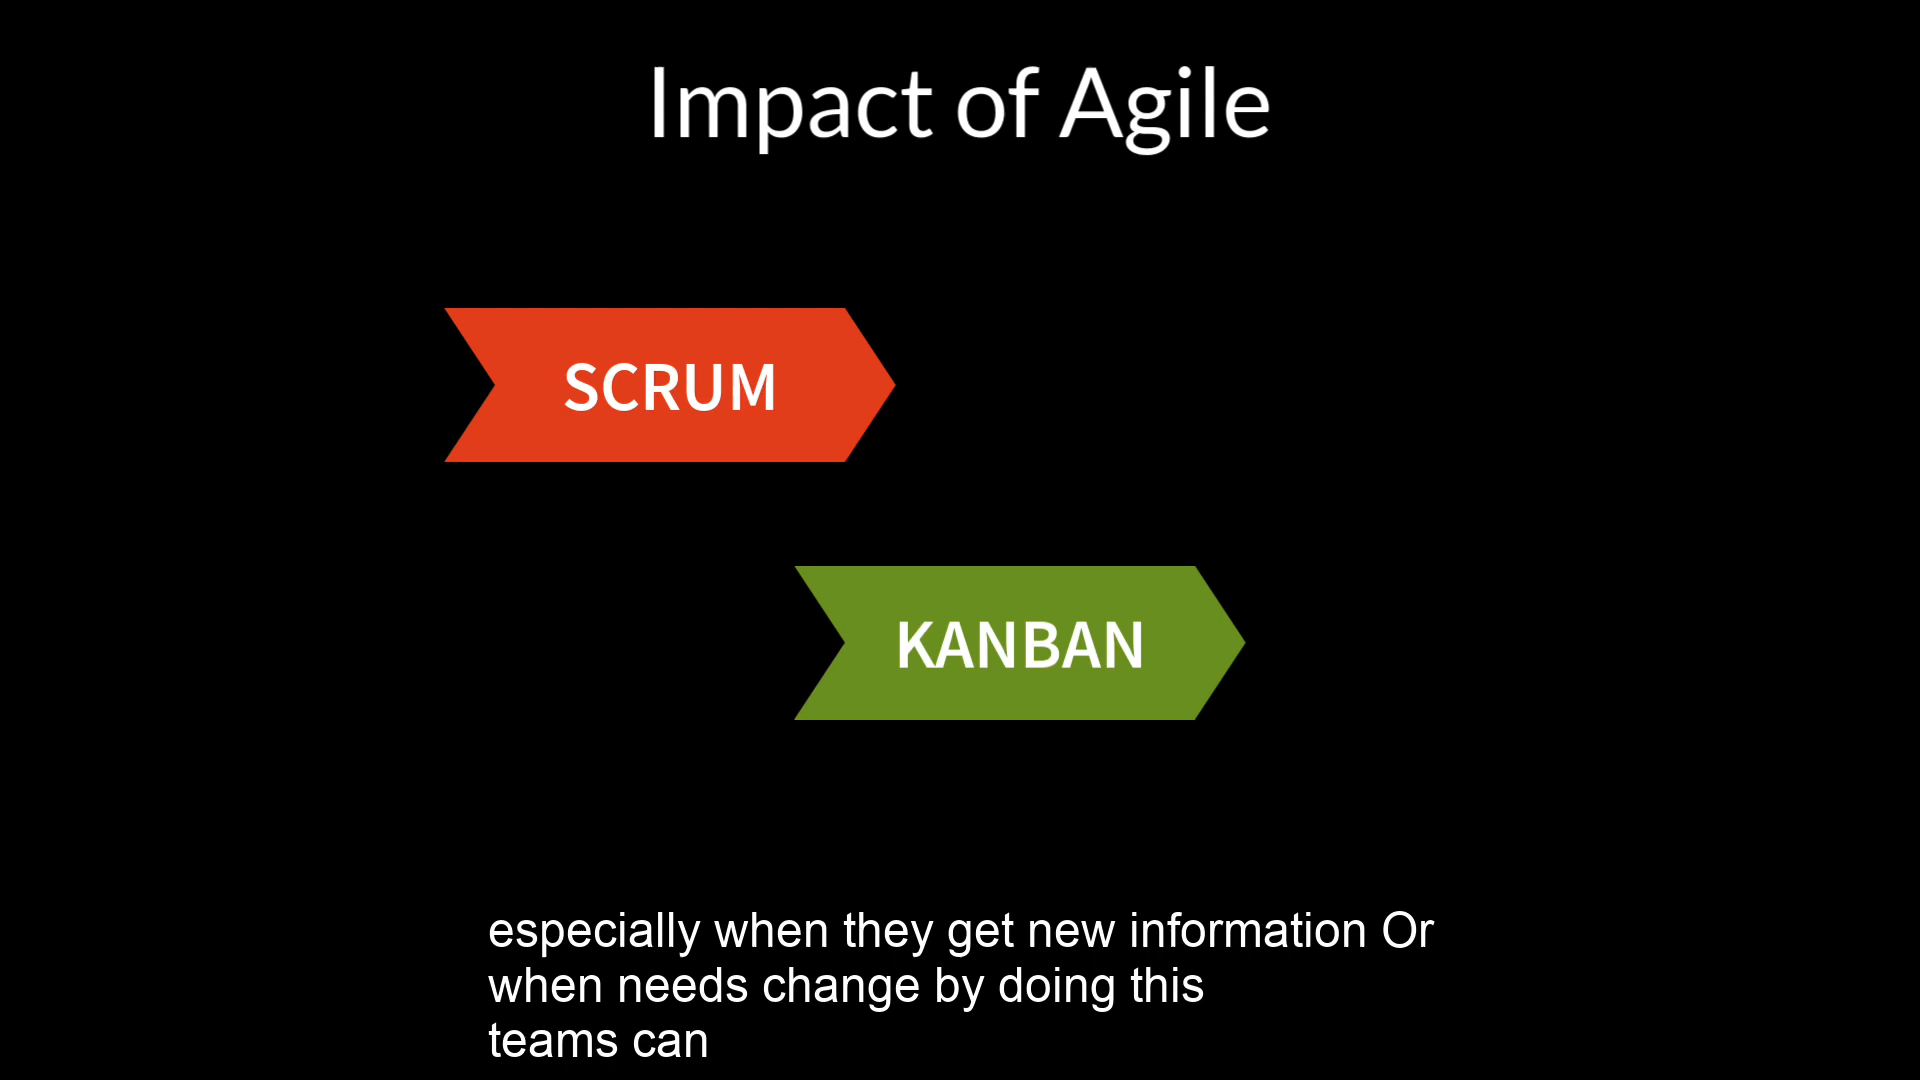 Impact of Agile
SCRUM
KANBAN
especially when they get new information Or
when needs change by doing this
teams can